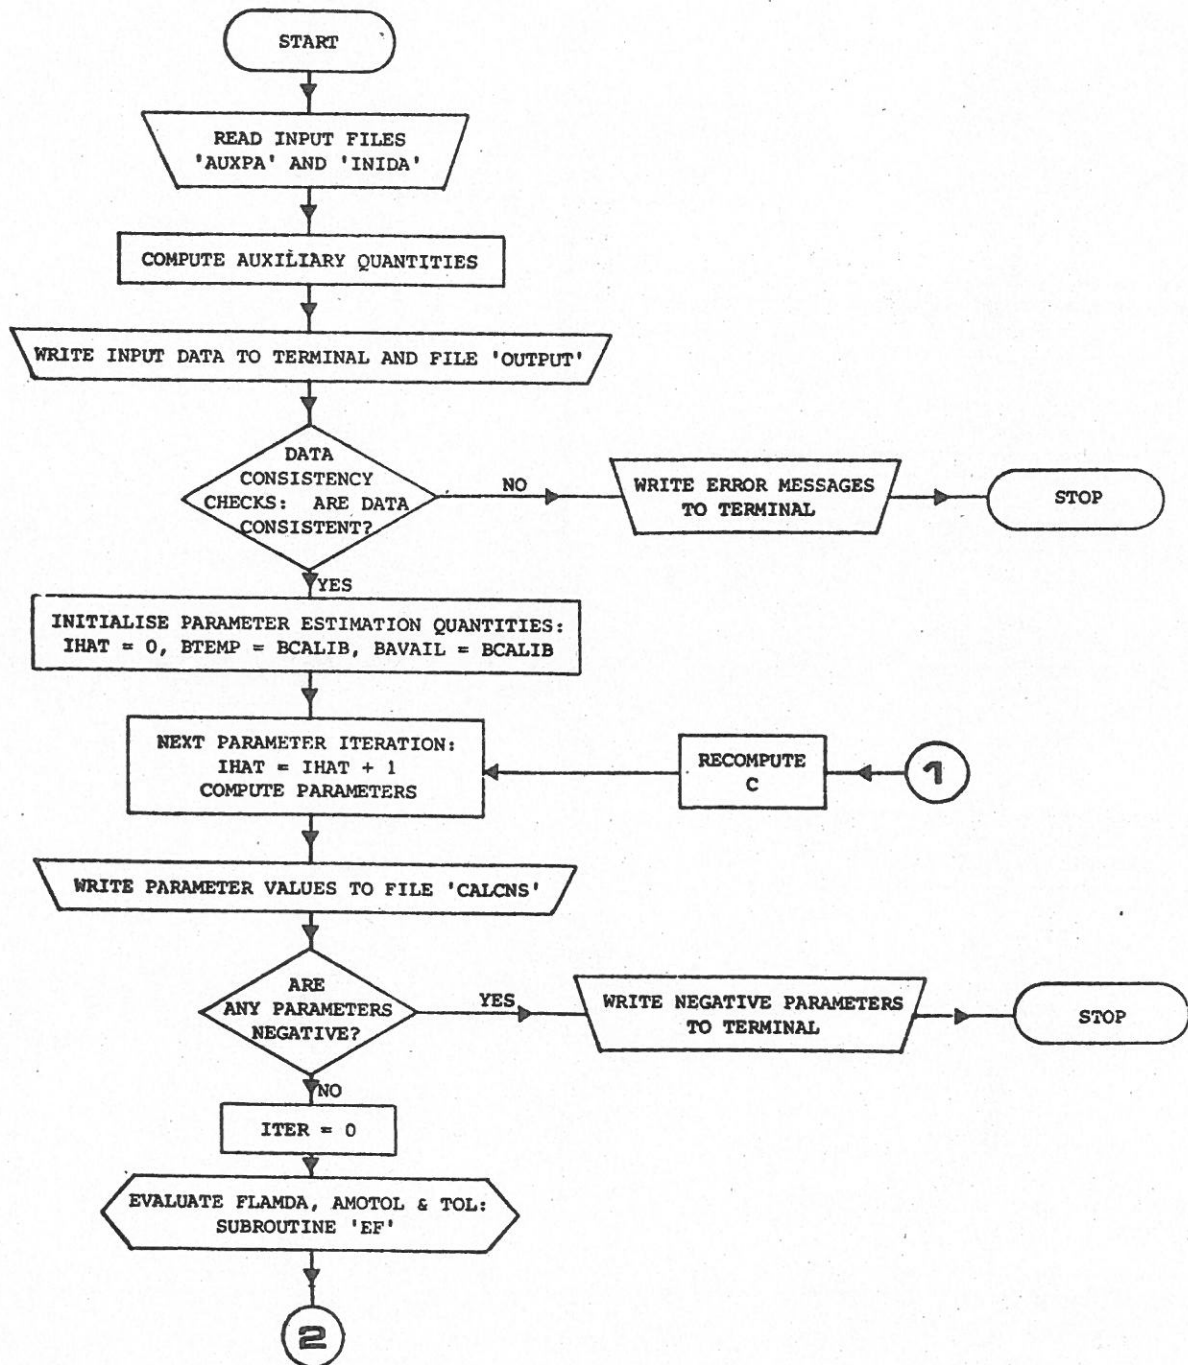 START
READ INPUT FILES
'AUXPA' AND 'INIDA'
COMPUTE AUXILIARY QUANTITIES
WRITE INPUT DATA TO TERMINAL AND FILE 'OUTPUT'
DATA
CONSISTENCY
CHECKS: ARE DATA
CONSISTENT?
NO
WRITE ERROR MESSAGES
TO TERMINAL
STOP
YES
INITIALISE PARAMETER ESTIMATION QUANTITIES:
IHAT = 0, BTEMP = BCALIB, BAVAIL = BCALIB
NEXT PARAMETER ITERATION:
IHAT = IHAT + 1
COMPUTE PARAMETERS
RECOMPUTE
C
1
WRITE PARAMETER VALUES TO FILE 'CALCNS'
ARE
ANY PARAMETERS
NEGATIVE?
YES
WRITE NEGATIVE PARAMETERS
TO TERMINAL
STOP
NO
ITER = 0
EVALUATE FLAMDA, AMOTOL & TOL:
SUBROUTINE 'EF'
2